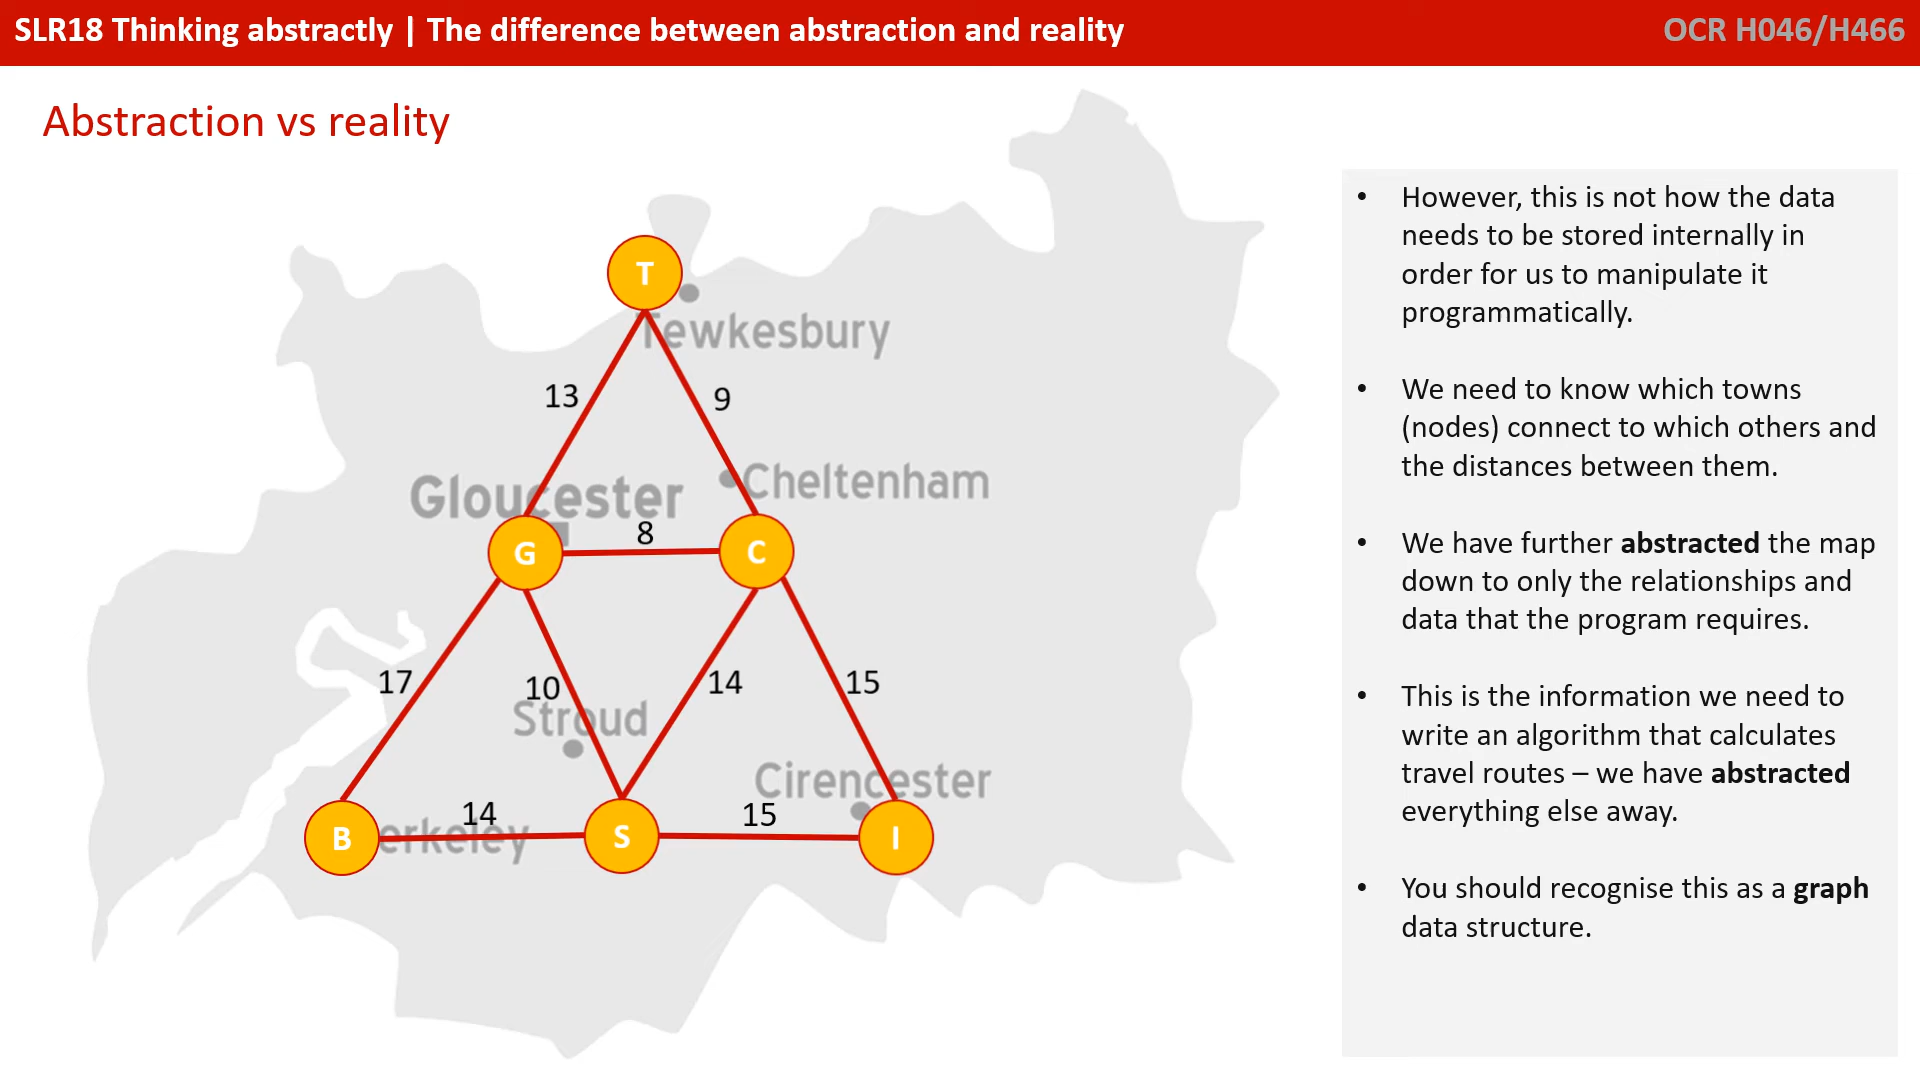 SLR18 Thinking abstractly | The difference between abstraction and reality
OCR H046/H466
Abstraction vs reality
T
Tewkesbury
13
9
Gloucester
Cheltenham
G
8
C
17
10
14
15
Stroud
Cirencester
B
erkeley
14
S
15
I
• However, this is not how the data
needs to be stored internally in
order for us to manipulate it
programmatically.
• We need to know which towns
(nodes) connect to which others and
the distances between them.
• We have further abstracted the map
down to only the relationships and
data that the program requires.
• This is the information we need to
write an algorithm that calculates
travel routes – we have abstracted
everything else away.
• You should recognise this as a graph
data structure.